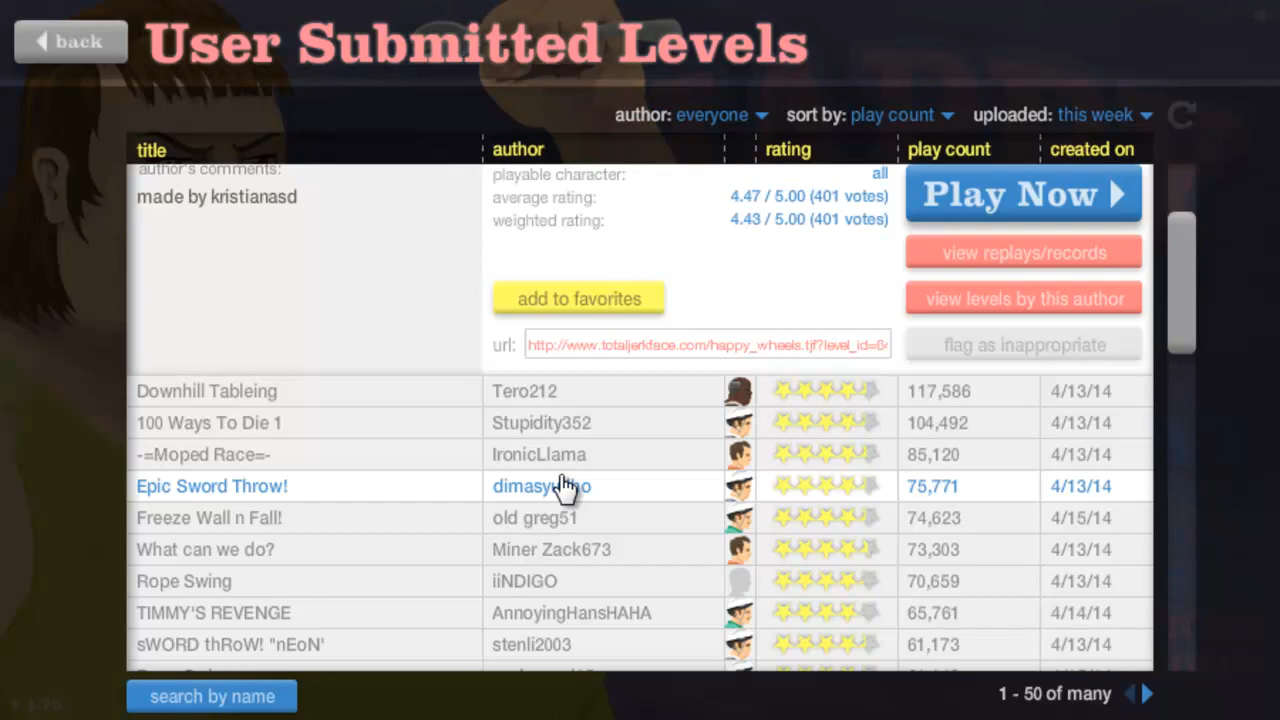 back
User Submitted Levels
author: everyone sort by: play count uploaded: this week
title author rating play count created on
author's comments:
made by kristianasd
playable character: all
average rating: 4.47 / 5.00 (401 votes)
weighted rating: 4.43 / 5.00 (401 votes)
Play Now
view replays/records
add to favorites
view levels by this author
url: http://www.totaljerkface.com/happy_wheels.tjf?level_id=6
flag as inappropriate
Downhill Tableing Tero212 117,586 4/13/14
100 Ways To Die 1 Stupidity352 104,492 4/13/14
-=Moped Race=- IronicLlama 85,120 4/13/14
Epic Sword Throw! 75,771 4/13/14
Freeze Wall n Fall! old greg51 74,623 4/15/14
What can we do? Miner Zack673 73,303 4/13/14
Rope Swing iiNDIGO 70,659 4/13/14
TIMMY'S REVENGE AnnoyingHansHAHA 65,761 4/14/14
sWORD thRoW! "nEoN' stenli2003 61,173 4/13/14
search by name
1 - 50 of many